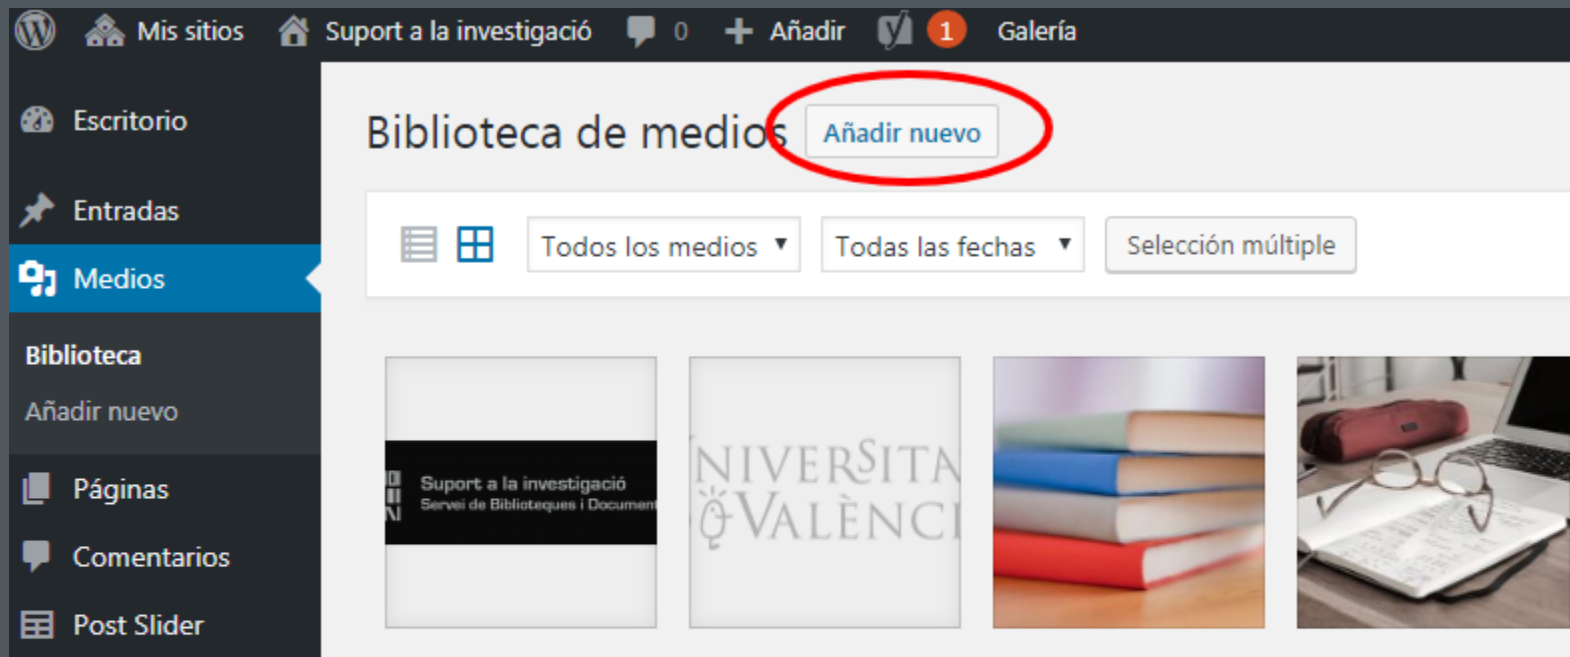 Mis sitios Suport a la investigació 0 Añadir 1 Galería
Escritorio
Entradas
Medios
Biblioteca
Añadir nuevo
Páginas
Comentarios
Post Slider
Biblioteca de medios Añadir nuevo
Todos los medios Todas las fechas Selección múltiple
Suport a la investigació
Servei de Biblioteques i Document
NIVERSITA
VALÈNCI